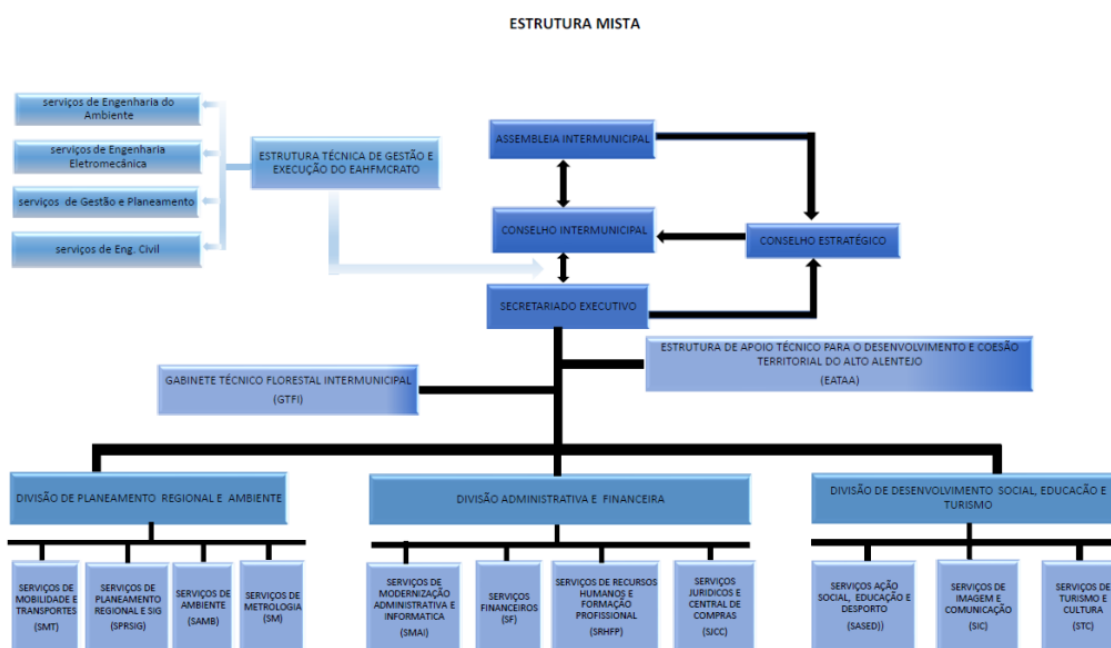 ESTRUTURA MISTA
serviços de Engenharia do
Ambiente
serviços de Engenharia
Eletromecânica
serviços de Gestão e Planeamento
serviços de Eng. Civil
ESTRUTURA TÉCNICA DE GESTÃO E
EXECUÇÃO DO EAHFMCRATO
ASSEMBLEIA INTERMUNICIPAL
CONSELHO INTERMUNICIPAL
CONSELHO ESTRATÉGICO
SECRETARIADO EXECUTIVO
ESTRUTURA DE APOIO TÉCNICO PARA O DESENVOLVIMENTO E COESÃO
TERRITORIAL DO ALTO ALENTEJO
(EATAA)
GABINETE TÉCNICO FLORESTAL INTERMUNICIPAL
(GTFI)
DIVISÃO DE PLANEAMENTO REGIONAL E AMBIENTE
DIVISÃO ADMINISTRATIVA E FINANCEIRA
DIVISÃO DE DESENVOLVIMENTO SOCIAL, EDUCACÃO E
TURISMO
SERVIÇOS DE
MOBILIDADE E
TRANSPORTES
(SMT)
SERVIÇOS DE
PLANEAMENTO
REGIONAL E SIG
(SPRSIG)
SERVIÇOS DE
AMBIENTE
(SAMB)
SERVIÇOS DE
METROLOGIA
(SM)
SERVIÇOS DE
MODERNIZAÇÃO
ADMINISTRATIVA E
INFORMATICA
(SMAI)
SERVIÇOS
FINANCEIROS
(SF)
SERVIÇOS DE RECURSOS
HUMANOS E
FORMAÇÃO
PROFISSIONAL
(SRHFP)
SERVIÇOS
JURIDICOS E
CENTRAL DE
COMPRAS
(SJCC)
SERVIÇOS AÇÃO
SOCIAL, EDUCAÇÃO E
DESPORTO
(SASED))
SERVIÇOS DE
IMAGEM E
COMUNICAÇÃO
(SIC)
SERVIÇOS DE
TURISMO E
CULTURA
(STC)